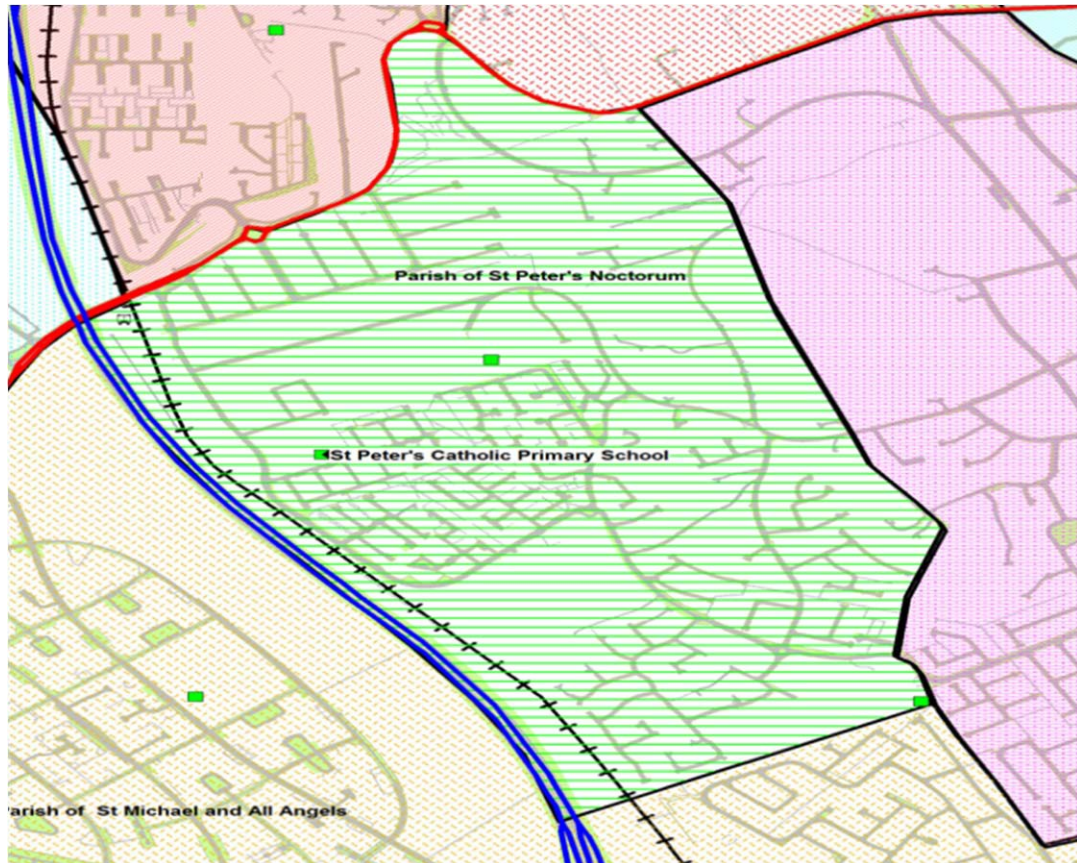 Parish of St Peter's Noctorum
St Peter's Catholic Primary School
arish of St Michael and All Angels